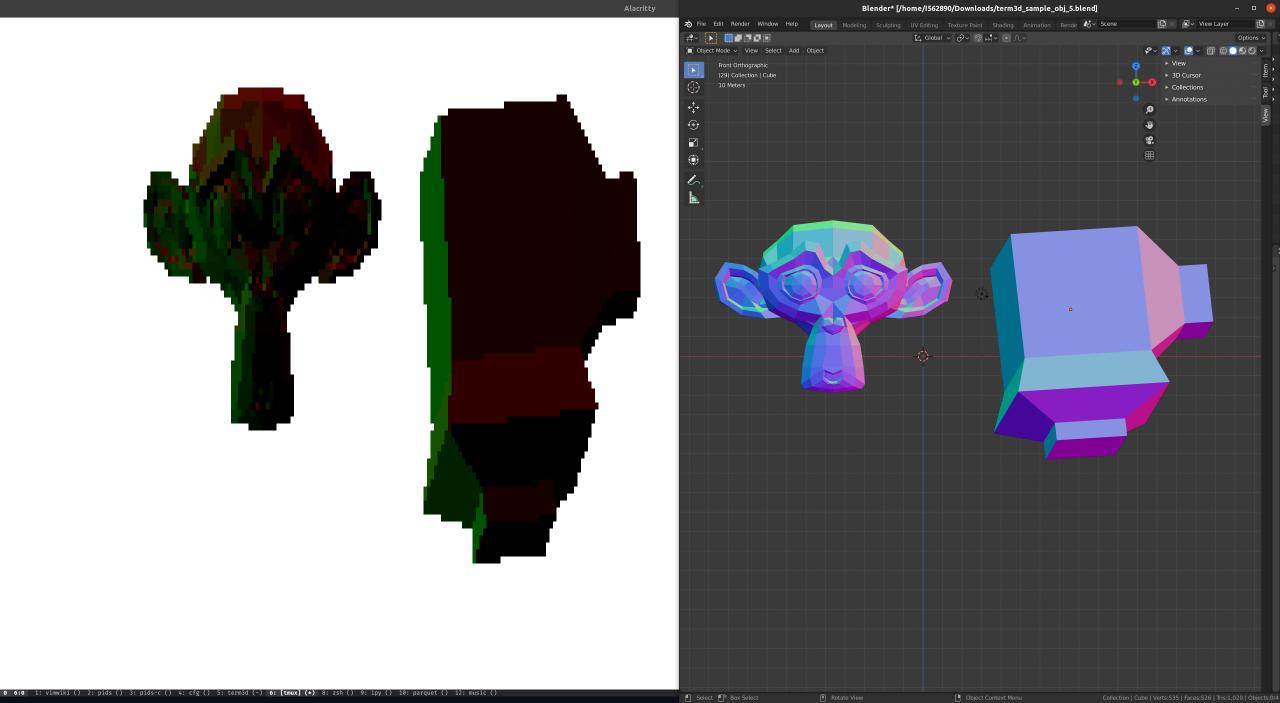 Alacritty
Blender* [/home/I562890/Downloads/term3d_sample_obj_5.blend]
File Edit Render Window Help Layout Modeling Sculpting UV Editing Texture Paint Shading Animation Rende Scene View Layer
Global Options
Object Mode View Select Add Object
Front Orthographic
(29) Collection | Cube
10 Meters
View
3D Cursor
Collections
Annotations
Item
Tool
View
Z
Y
X
0 6:0 1: vimwiki () 2: pids () 3: pids-c () 4: cfg () 5: term3d (-) 6: [tmux] (*) 8: zsh () 9: lpy () 10: parquet () 12: music ()
Select Box Select Rotate View Object Context Menu Collection | Cube | Verts:535 | Faces:526 | Tris:1,020 | Objects:0/4